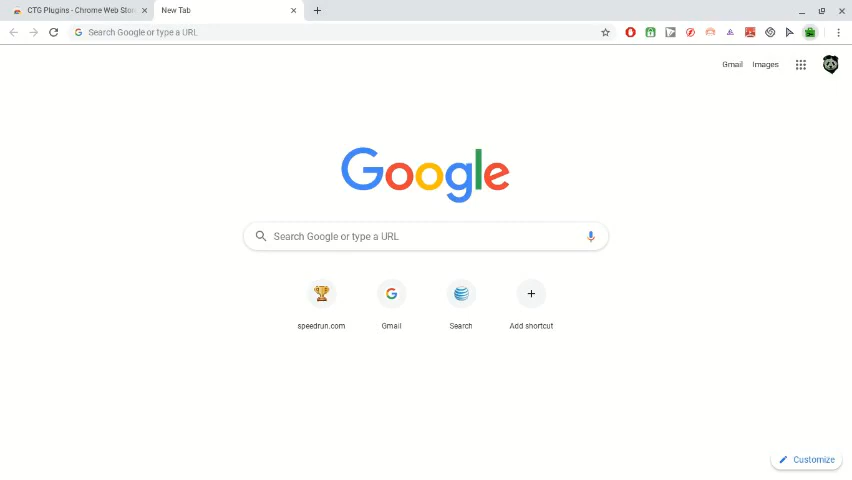 CTG Plugins - Chrome Web Stor
New Tab
Search Google or type a URL
Gmail Images
Google
Search Google or type a URL
speedrun.com Gmail Search Add shortcut
Customize